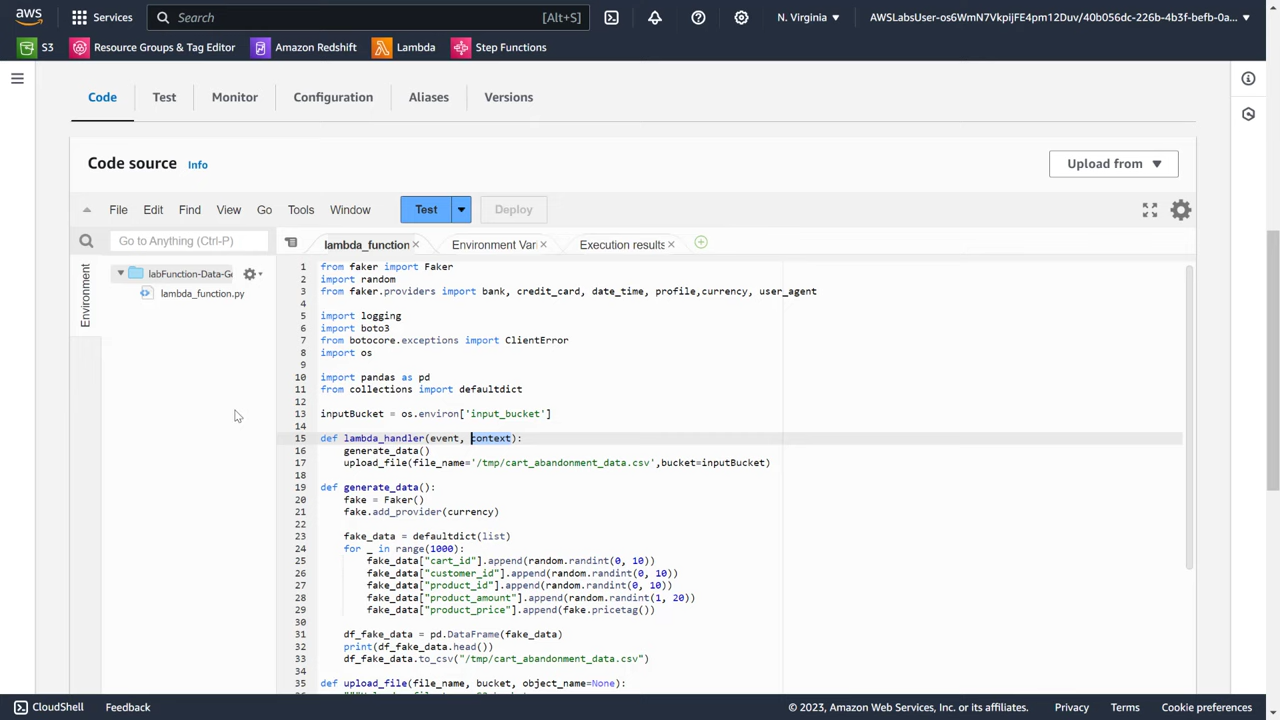 aws Services Search [Alt+S] N. Virginia AWSLabsUser-os6WmN7VkpijFE4pm12Duv/40b056dc-226b-4b3f-befb-0a...
S3 Resource Groups & Tag Editor Amazon Redshift Lambda Step Functions
Code Test Monitor Configuration Aliases Versions
Code source Info Upload from
File Edit Find View Go Tools Window Test Deploy
Go to Anything (Ctrl-P) lambda_function Environment Var Execution results
Environment
labFunction-Data-Ge
lambda_function.py
1 from faker import Faker
2 import random
3 from faker.providers import bank, credit_card, date_time, profile,currency, user_agent
4
5 import logging
6 import boto3
7 from botocore.exceptions import ClientError
8 import os
9
10 import pandas as pd
11 from collections import defaultdict
12
13 inputBucket = os.environ['input_bucket']
14
15 def lambda_handler(event, context):
16 generate_data()
17 upload_file(file_name='/tmp/cart_abandonment_data.csv',bucket=inputBucket)
18
19 def generate_data():
20 fake = Faker()
21 fake.add_provider(currency)
22
23 fake_data = defaultdict(list)
24 for _ in range(1000):
25 fake_data["cart_id"].append(random.randint(0, 10))
26 fake_data["customer_id"].append(random.randint(0, 10))
27 fake_data["product_id"].append(random.randint(0, 10))
28 fake_data["product_amount"].append(random.randint(1, 20))
29 fake_data["product_price"].append(fake.pricetag())
30
31 df_fake_data = pd.DataFrame(fake_data)
32 print(df_fake_data.head())
33 df_fake_data.to_csv("/tmp/cart_abandonment_data.csv")
34
35 def upload_file(file_name, bucket, object_name=None):
CloudShell Feedback © 2023, Amazon Web Services, Inc. or its affiliates. Privacy Terms Cookie preferences